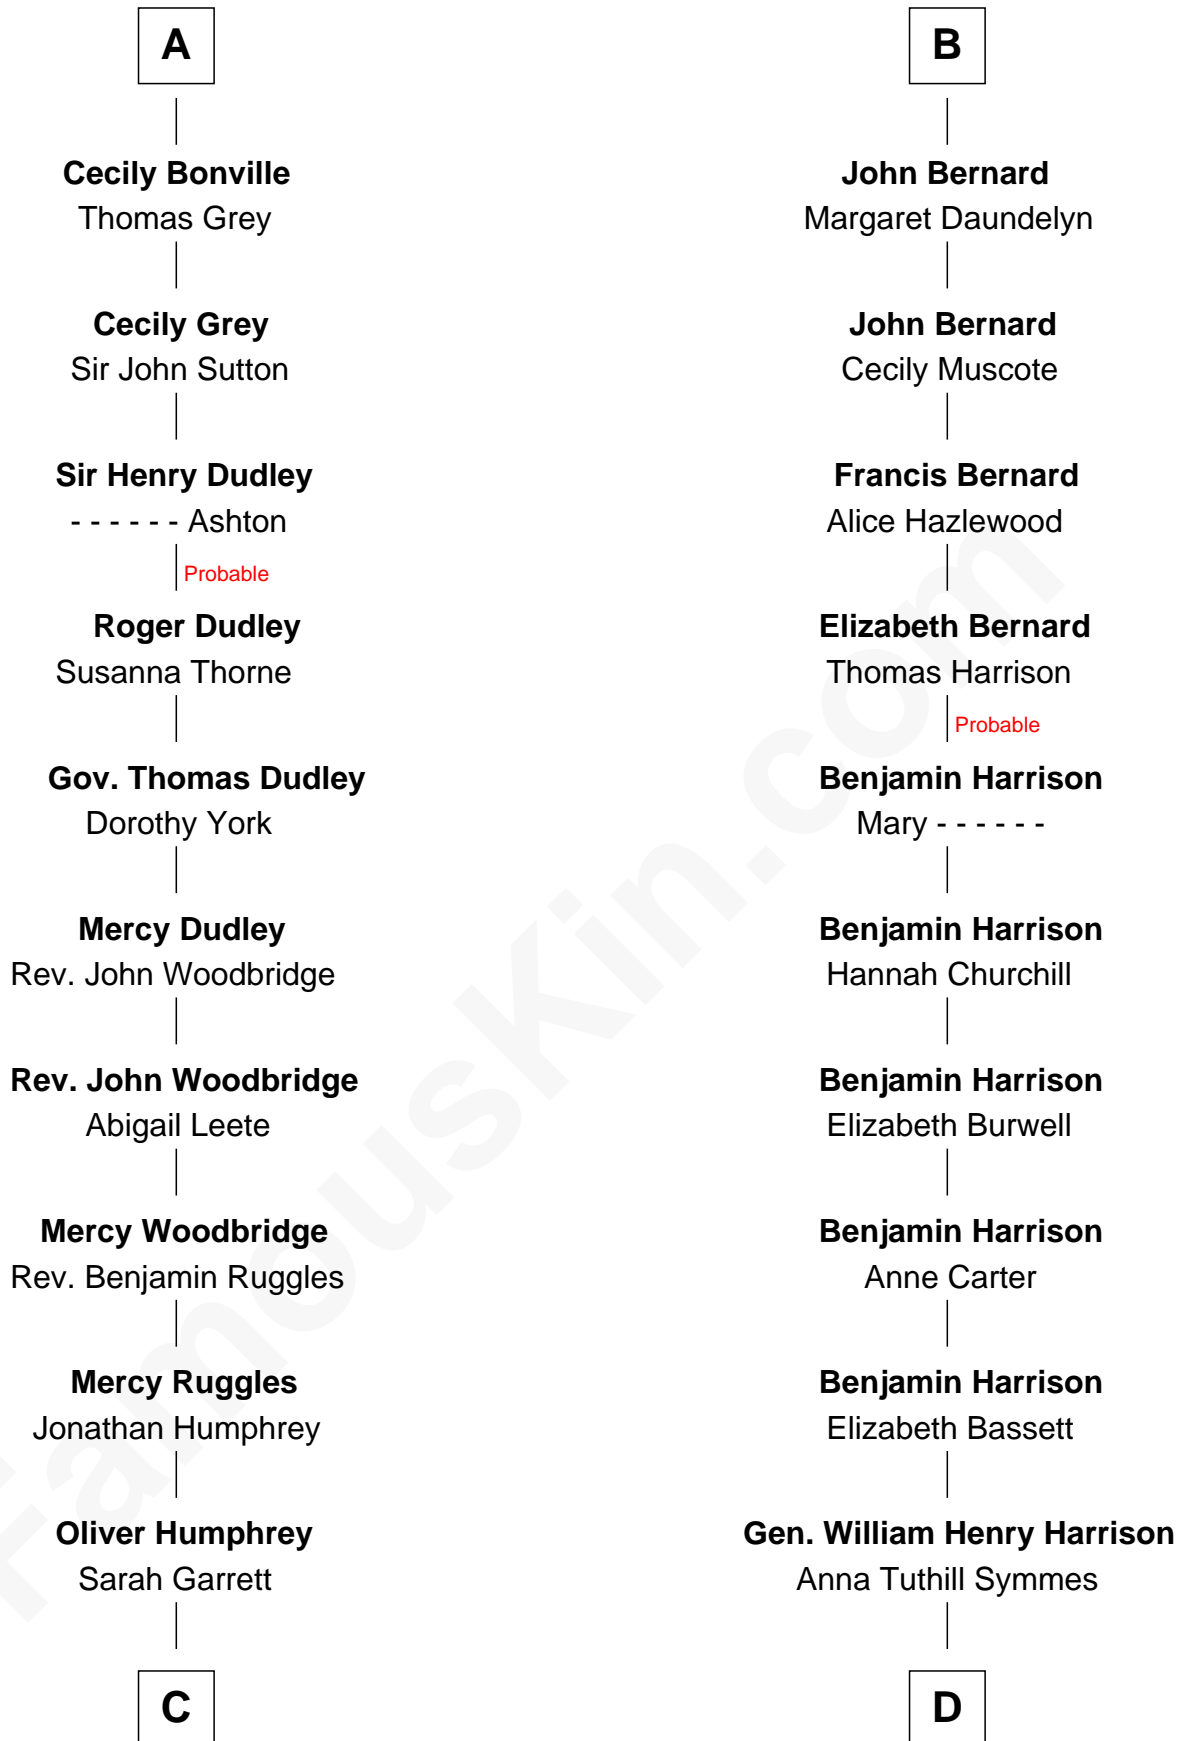 A
Cecily Bonville
Thomas Grey
Cecily Grey
Sir John Sutton
Sir Henry Dudley
- - - - - - Ashton
Probable
Roger Dudley
Susanna Thorne
Gov. Thomas Dudley
Dorothy York
Mercy Dudley
Rev. John Woodbridge
Rev. John Woodbridge
Abigail Leete
Mercy Woodbridge
Rev. Benjamin Ruggles
Mercy Ruggles
Jonathan Humphrey
Oliver Humphrey
Sarah Garrett
C
B
John Bernard
Margaret Daundelyn
John Bernard
Cecily Muscote
Francis Bernard
Alice Hazlewood
Elizabeth Bernard
Thomas Harrison
Probable
Benjamin Harrison
Mary - - - - - -
Benjamin Harrison
Hannah Churchill
Benjamin Harrison
Elizabeth Burwell
Benjamin Harrison
Anne Carter
Benjamin Harrison
Elizabeth Bassett
Gen. William Henry Harrison
Anna Tuthill Symmes
D
FamousKin.com